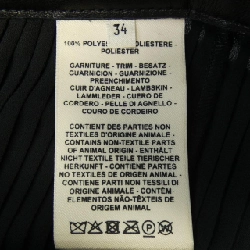 34
100% POLYESTER - POLIESTERE
POLIESTER
GARNITURE - TRIM - BESATZ -
GUARNICION - GUARNIZIONE
PREENCHIMENTO
CUIR D'AGNEAU - LAMBSKIN -
LAMMLEDER - CUERO DE
CORDERO - PELLE DI AGNELLO
- COURO DE CORDEIRO
CONTIENT DES PARTIES NON
TEXTILES D'ORIGINE ANIMALE -
CONTAINS NON-TEXTILE PARTS
OF ANIMAL ORIGIN - ENTHÄLT
NICHT TEXTILE TEILE TIERISCHER
HERKUNFT - CONTIENE PARTES
NO TEXTILES DE ORIGEN ANIMAL
- CONTIENE PARTI NON TESSILI DI
ORIGINE ANIMALE - CONTÉM
ELEMENTOS NÃO-TÊXTEIS DE
ORIGEM ANIMAL